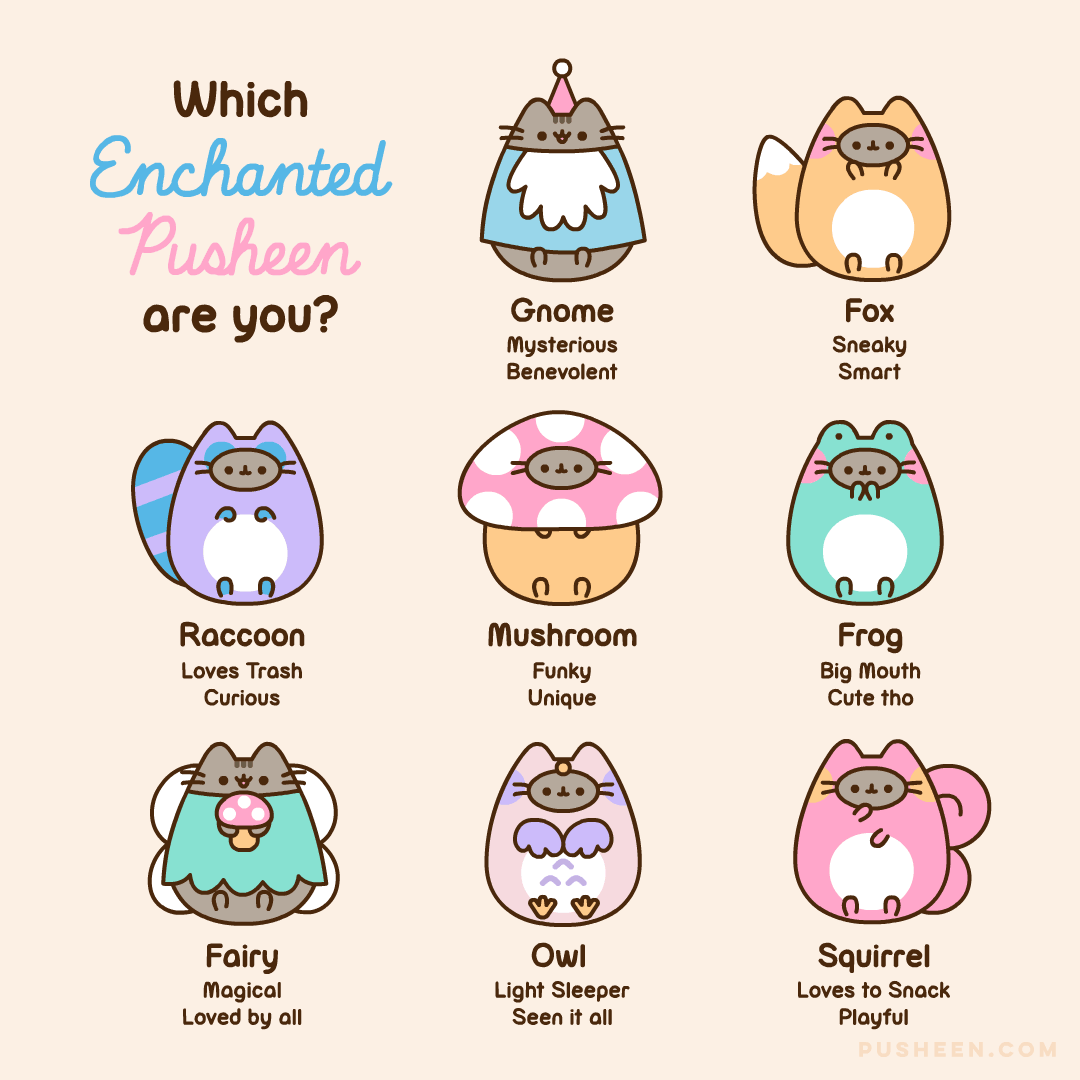 Which
Enchanted
Pusheen
are you?
Gnome
Mysterious
Benevolent
Fox
Sneaky
Smart
Raccoon
Loves Trash
Curious
Mushroom
Funky
Unique
Frog
Big Mouth
Cute tho
Fairy
Magical
Loved by all
Owl
Light Sleeper
Seen it all
Squirrel
Loves to Snack
Playful
PUSHEEN.COM